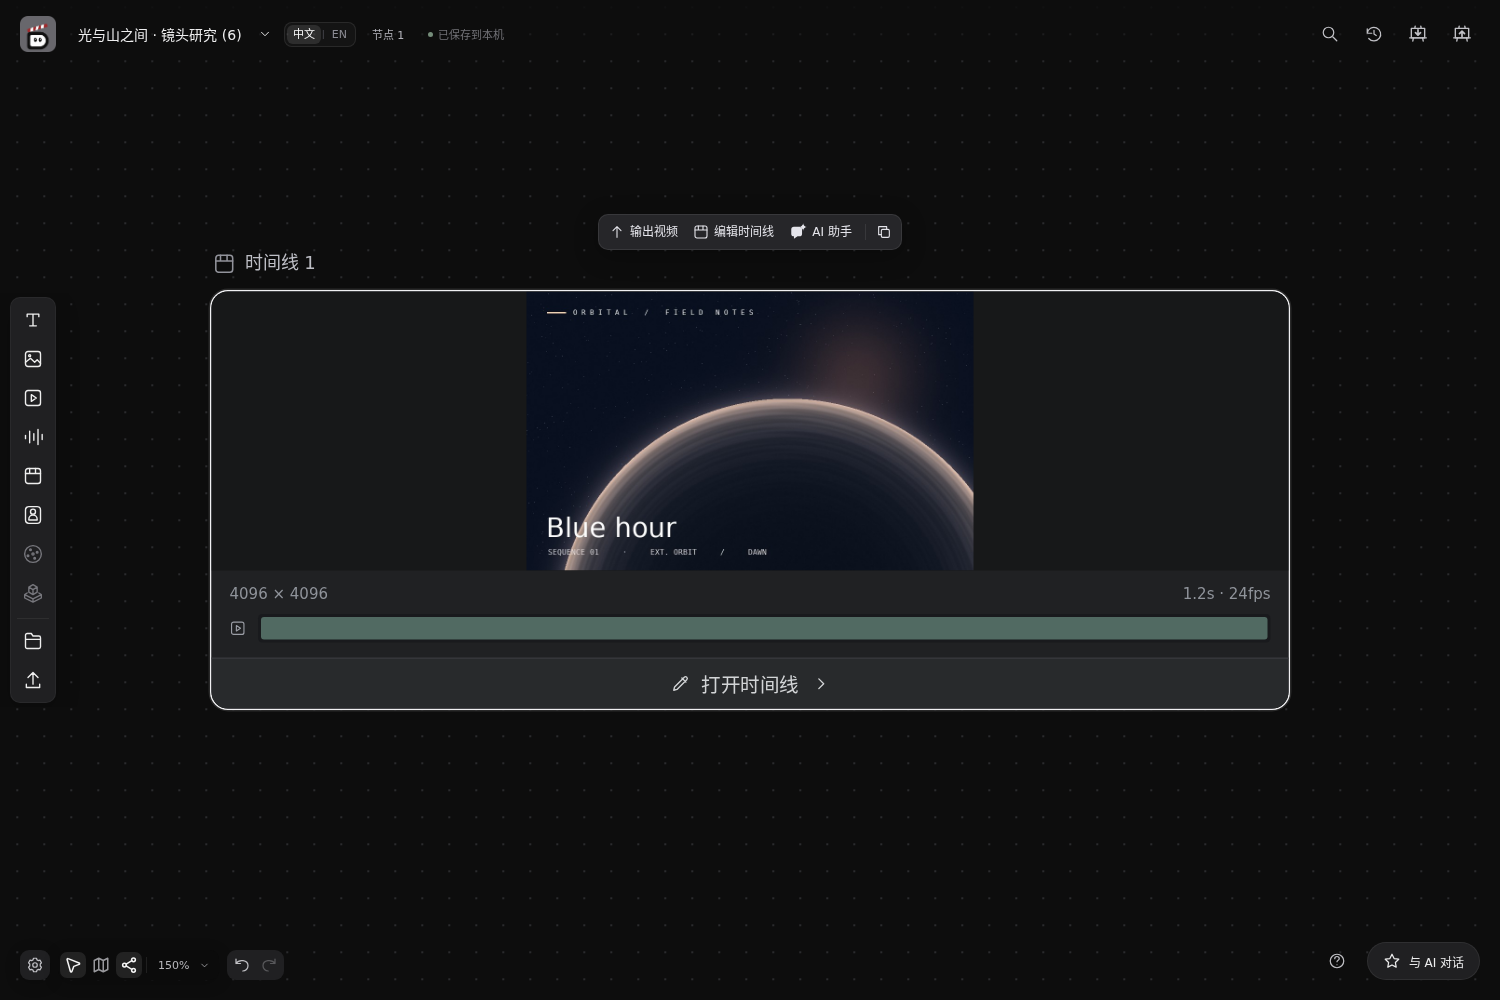 光与山之间 · 镜头研究 (6)
中文 EN
节点 1
已保存到本机
输出视频 编辑时间线 AI 助手
时间线 1
ORBITAL / FIELD NOTES
Blue hour
SEQUENCE 01 · EXT. ORBIT / DAWN
4096 × 4096
1.2s · 24fps
打开时间线
150%
与 AI 对话